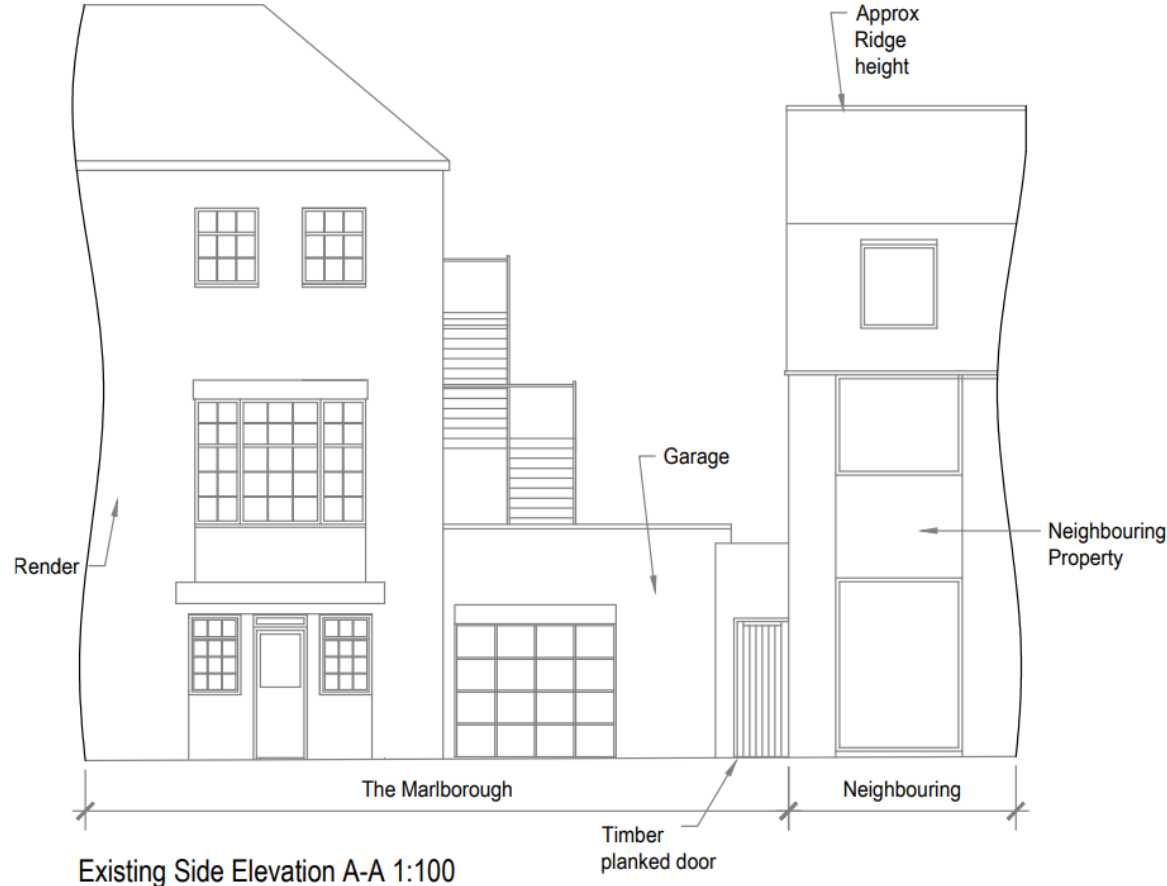 Approx
Ridge
height
Garage
Neighbouring
Property
Render
The Marlborough
Neighbouring
Timber
planked door
Existing Side Elevation A-A 1:100